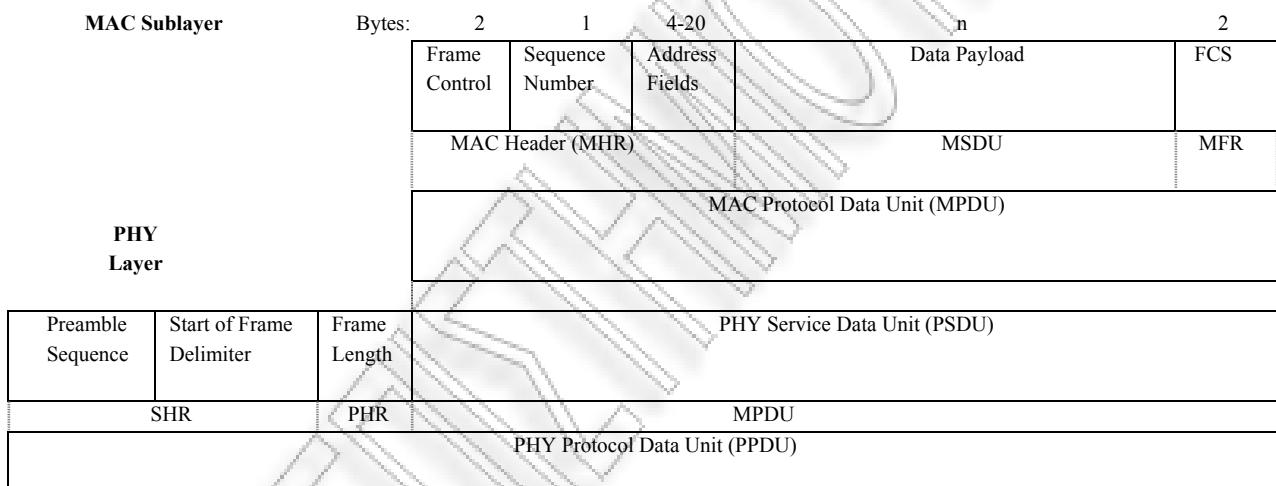 MAC Sublayer Bytes: 2 1 4-20 n 2
Frame Control Sequence Number Address Fields Data Payload FCS
MAC Header (MHR) MSDU MFR
MAC Protocol Data Unit (MPDU)
PHY
Layer
Preamble Sequence Start of Frame Delimiter Frame Length PHY Service Data Unit (PSDU)
SHR PHR MPDU
PHY Protocol Data Unit (PPDU)